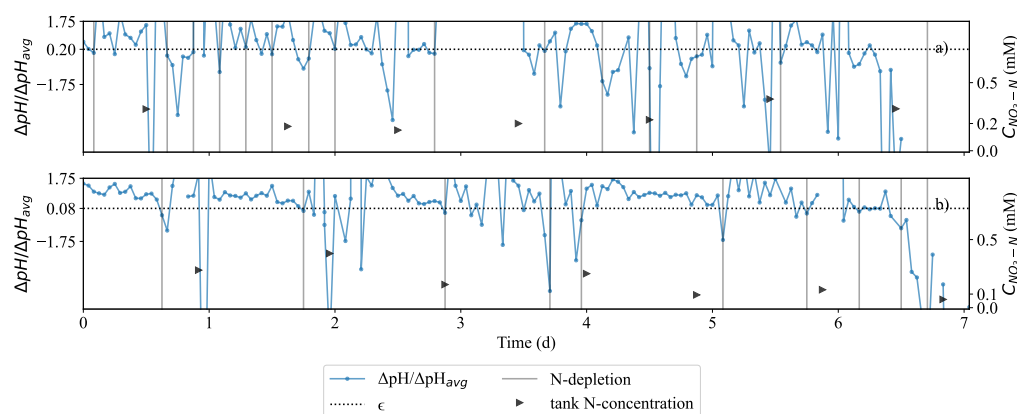 1.75
0.20
−1.75
ΔpH/ΔpH_avg
a)
0.5
0.2
0.0
C_NO3−N (mM)
1.75
0.08
−1.75
ΔpH/ΔpH_avg
b)
0.5
0.1
0.0
C_NO3−N (mM)
0 1 2 3 4 5 6 7
Time (d)
ΔpH/ΔpH_avg N-depletion
ϵ tank N-concentration